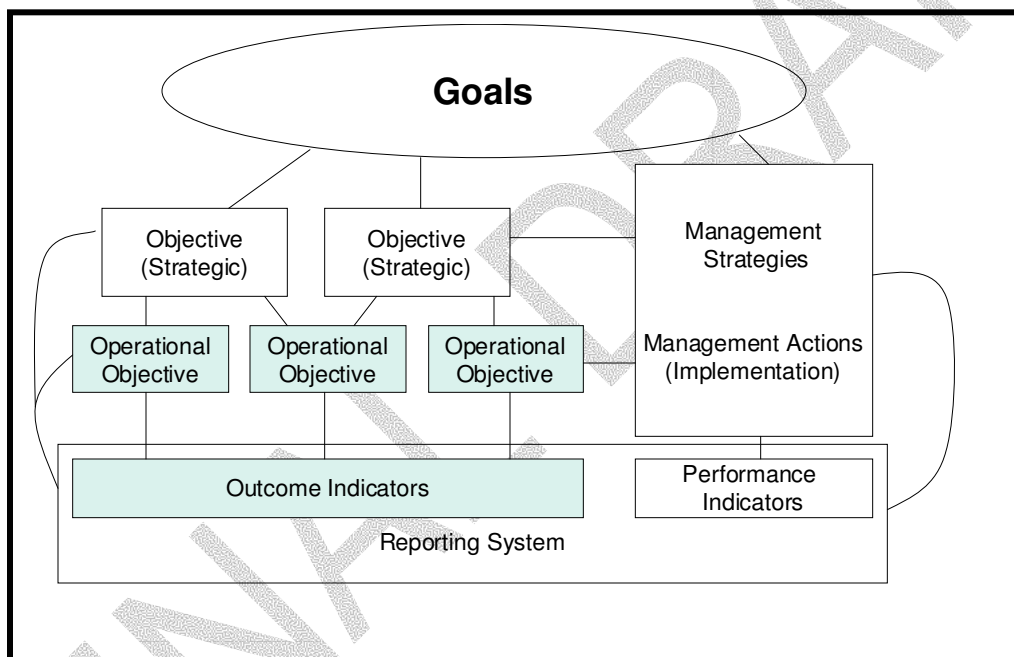 Goals
Objective
(Strategic)
Objective
(Strategic)
Management
Strategies
Operational
Objective
Operational
Objective
Operational
Objective
Management Actions
(Implementation)
Outcome Indicators
Performance
Indicators
Reporting System